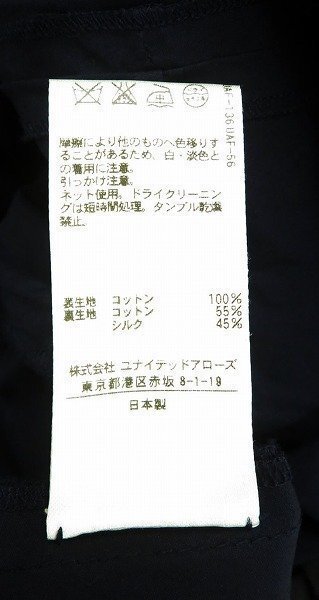 摩擦により他のものへ色移りす
ることがあるため、白・淡色と
の着用に注意。
引っかけ注意。
ネット使用。ドライクリーニン
グは短時間処理。タンブル乾燥
禁止。
表生地 コットン 100%
裏生地 コットン 55%
シルク 45%
株式会社 ユナイテッドアローズ
東京都港区赤坂 8-1-19
日本製